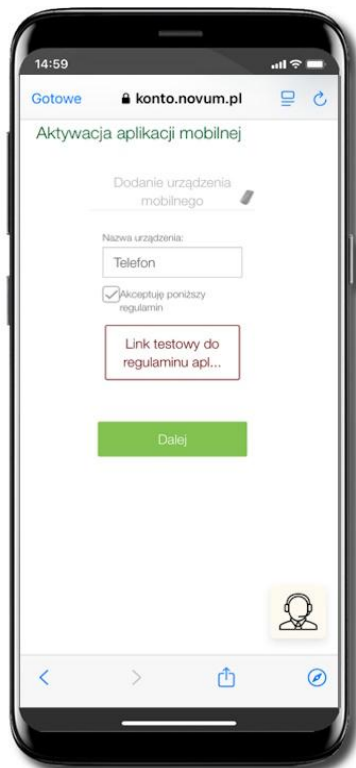 14:59
Gotowe
konto.novum.pl
Aktywacja aplikacji mobilnej
Dodanie urządzenia
mobilnego
Nazwa urządzenia:
Telefon
Akceptuję poniższy
regulamin
Link testowy do
regulaminu apl...
Dalej